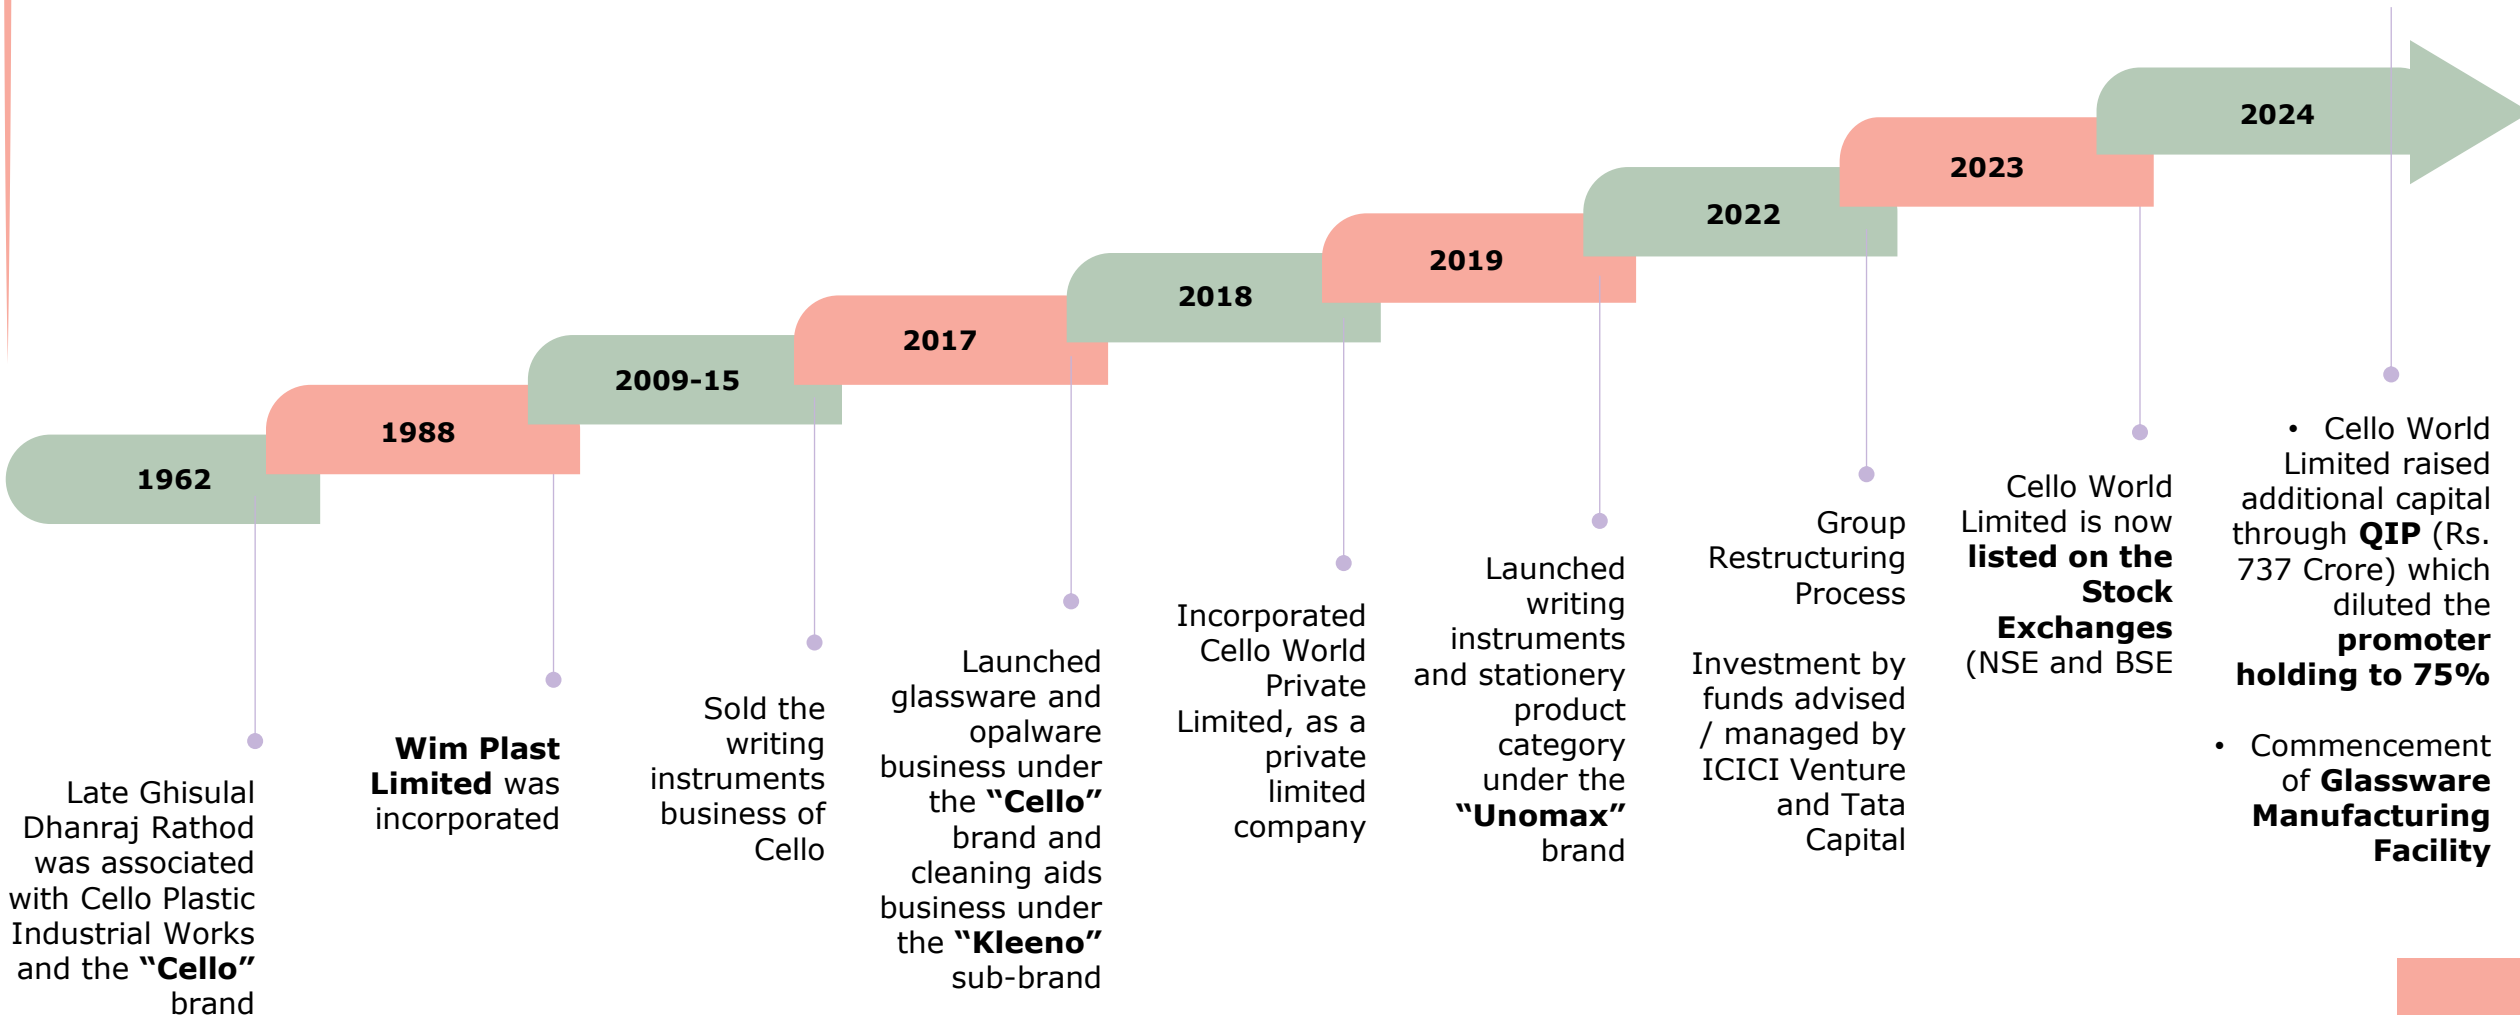 1962
Late Ghisulal
Dhanraj Rathod
was associated
with Cello Plastic
Industrial Works
and the “Cello”
brand
1988
Wim Plast
Limited was
incorporated
2009-15
Sold the
writing
instruments
business of
Cello
2017
Launched
glassware and
opalware
business under
the “Cello”
brand and
cleaning aids
business under
the “Kleeno”
sub-brand
2018
Incorporated
Cello World
Private
Limited, as a
private
limited
company
2019
Launched
writing
instruments
and stationery
product
category
under the
“Unomax”
brand
2022
Group
Restructuring
Process
Investment by
funds advised
/ managed by
ICICI Venture
and Tata
Capital
2023
Cello World
Limited is now
listed on the
Stock
Exchanges
(NSE and BSE
2024
• Cello World
Limited raised
additional capital
through QIP (Rs.
737 Crore) which
diluted the
promoter
holding to 75%
• Commencement
of Glassware
Manufacturing
Facility